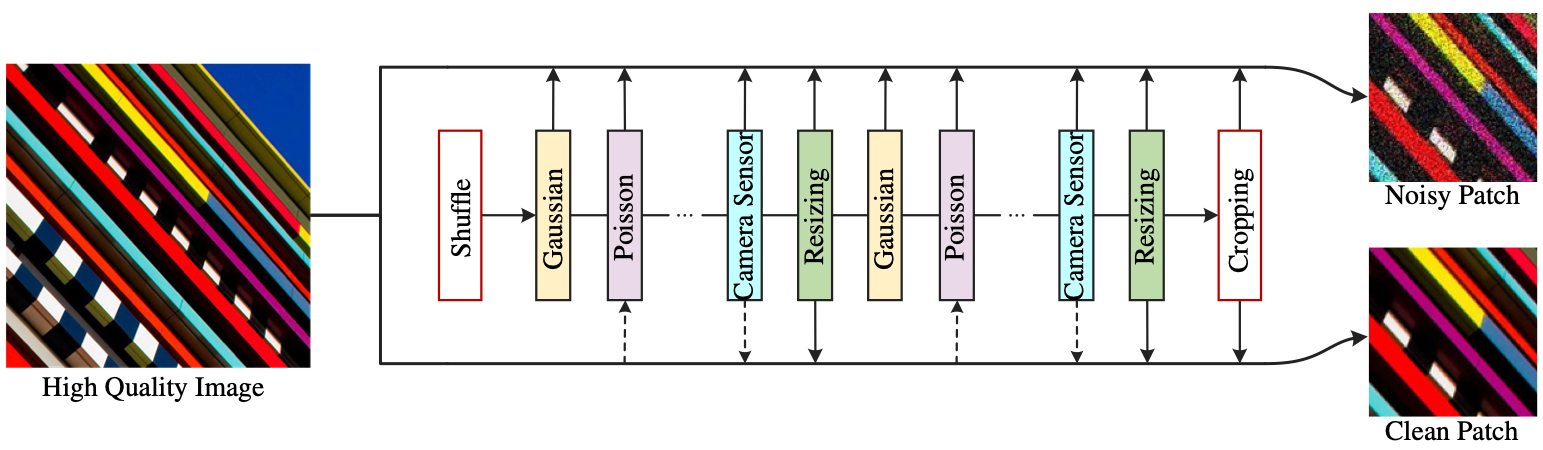 High Quality Image
Shuffle
Gaussian
Poisson
...
Camera Sensor
Resizing
Gaussian
Poisson
...
Camera Sensor
Resizing
Cropping
Noisy Patch
Clean Patch